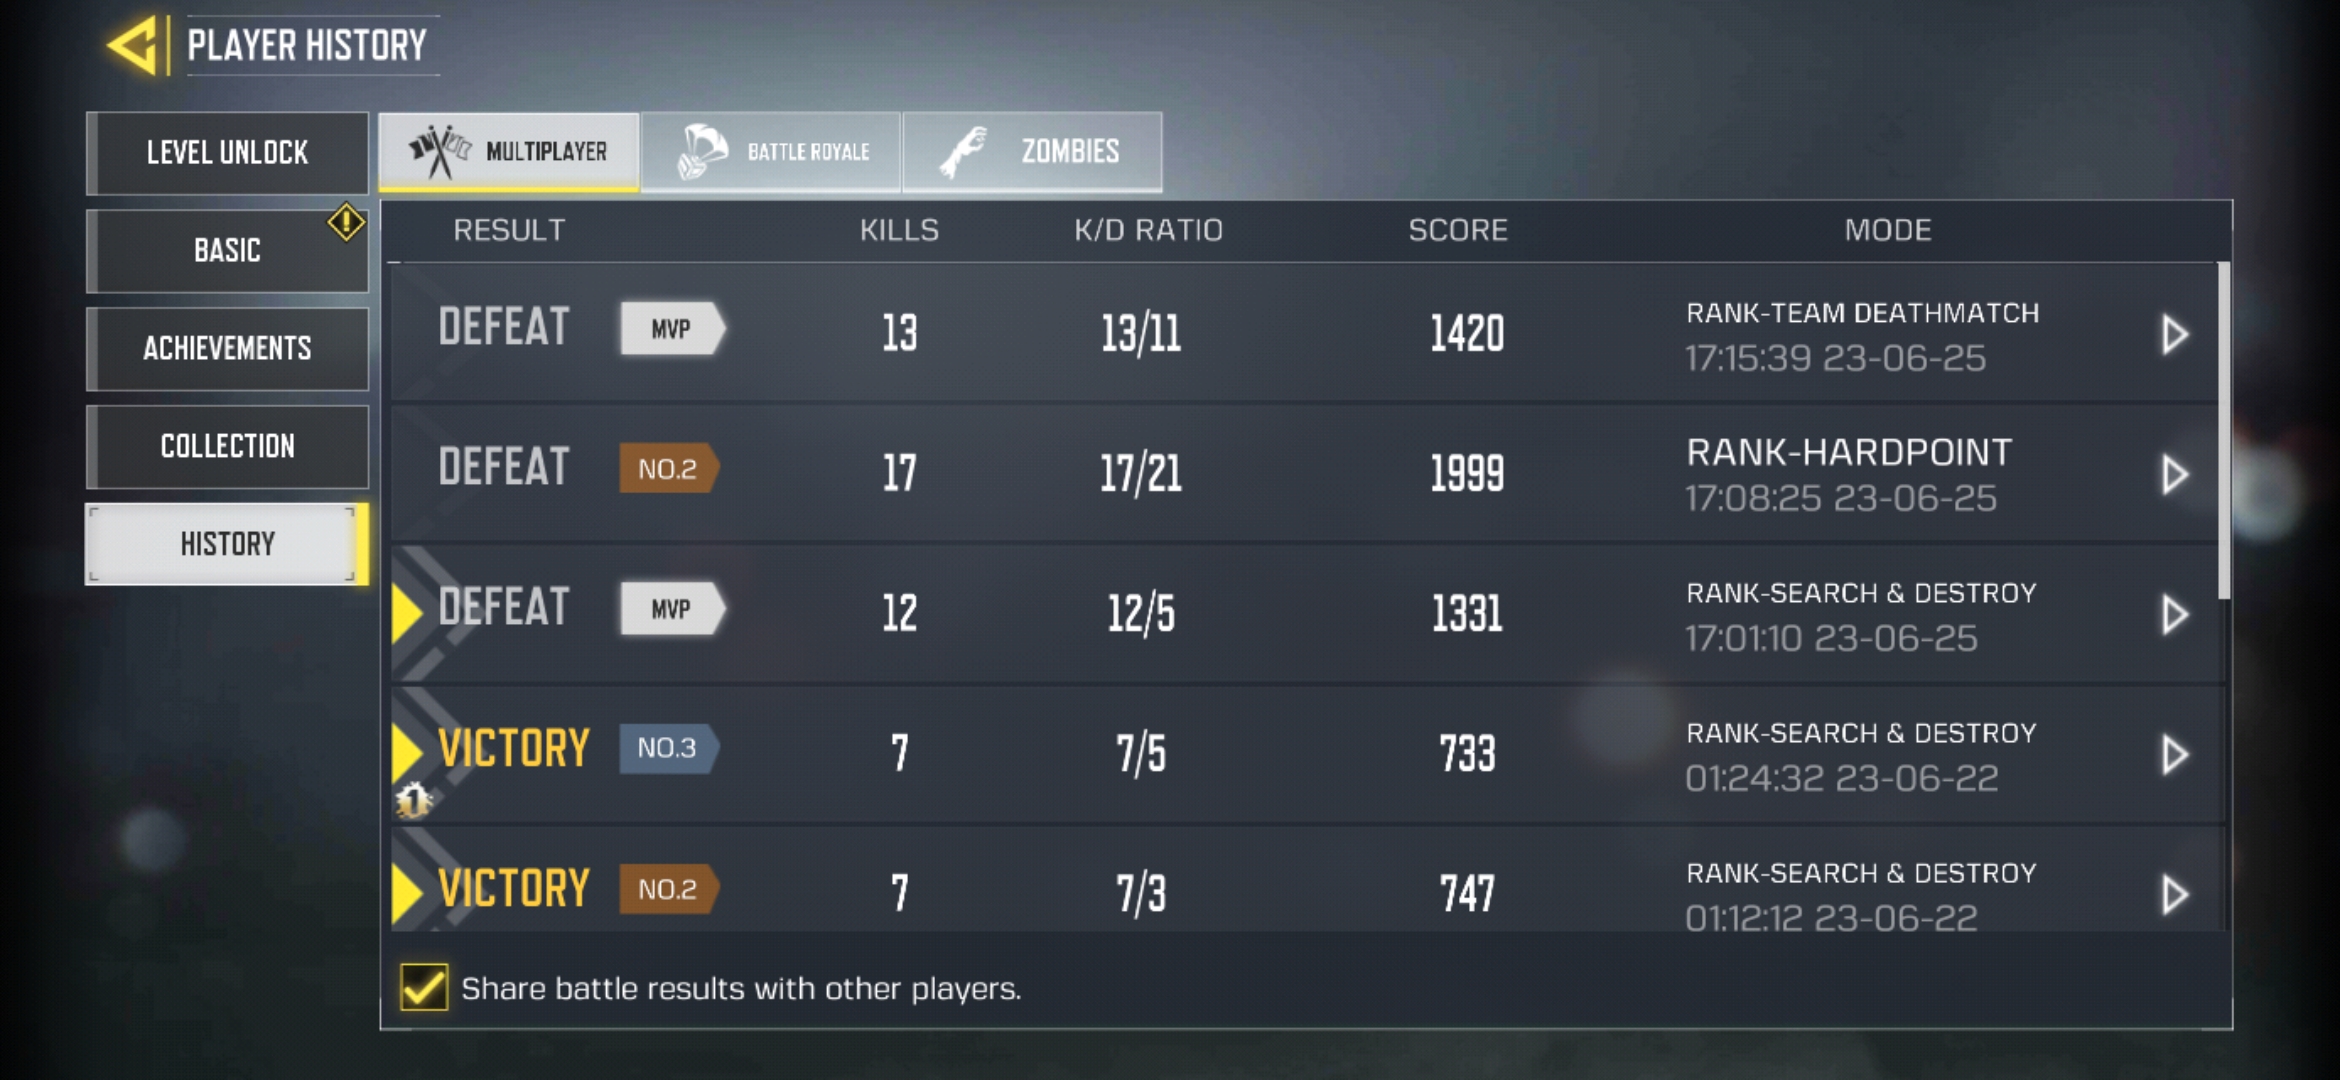 PLAYER HISTORY
LEVEL UNLOCK
BASIC
ACHIEVEMENTS
COLLECTION
HISTORY
MULTIPLAYER BATTLE ROYALE ZOMBIES
RESULT KILLS K/D RATIO SCORE MODE
DEFEAT MVP 13 13/11 1420 RANK-TEAM DEATHMATCH
17:15:39 23-06-25
DEFEAT NO.2 17 17/21 1999 RANK-HARDPOINT
17:08:25 23-06-25
DEFEAT MVP 12 12/5 1331 RANK-SEARCH & DESTROY
17:01:10 23-06-25
VICTORY NO.3 7 7/5 733 RANK-SEARCH & DESTROY
1 01:24:32 23-06-22
VICTORY NO.2 7 7/3 747 RANK-SEARCH & DESTROY
01:12:12 23-06-22
Share battle results with other players.